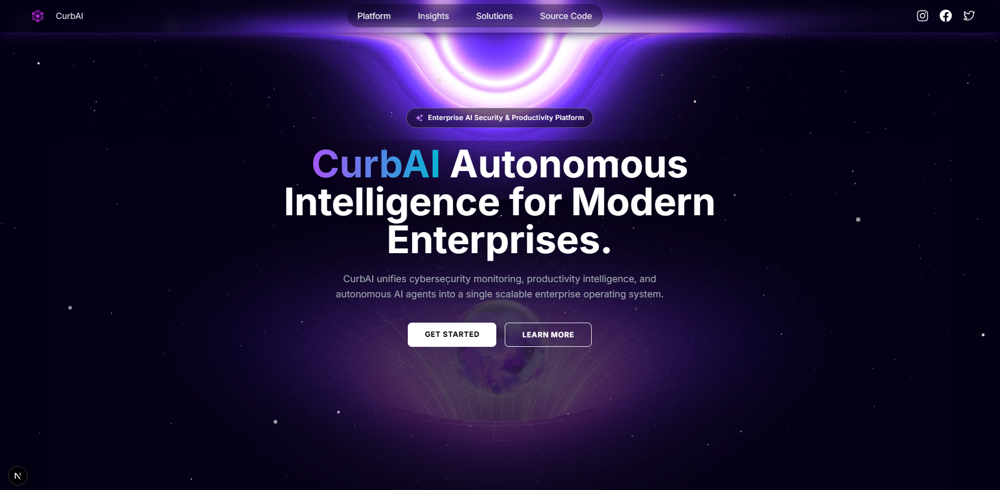 CurbAI
Platform
Insights
Solutions
Source Code
Enterprise AI Security & Productivity Platform
CurbAI Autonomous
Intelligence for Modern
Enterprises.
CurbAI unifies cybersecurity monitoring, productivity intelligence, and
autonomous AI agents into a single scalable enterprise operating system.
GET STARTED
LEARN MORE
N